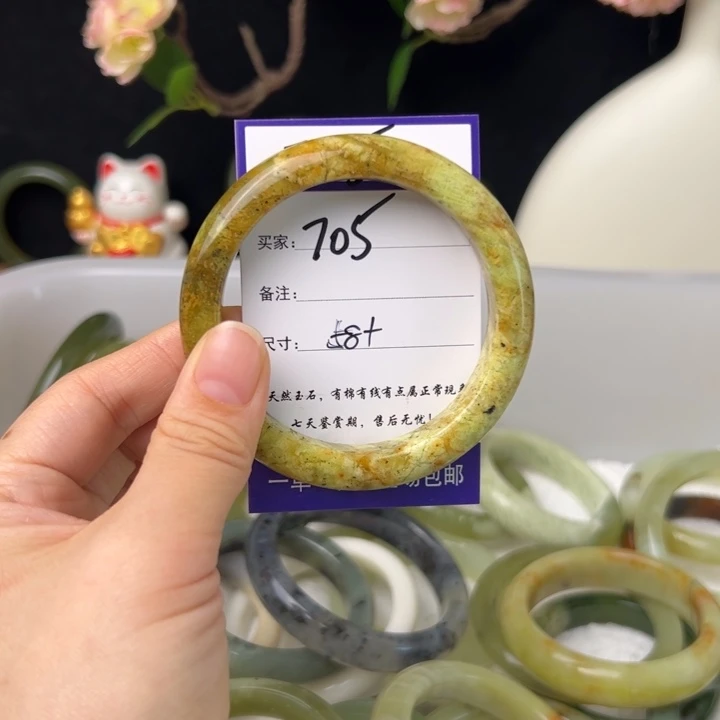 买家: 705
备注:
尺寸: 58+
天然玉石，有棉有线有点属正常现象
七天鉴赏期，售后无忧！
包邮